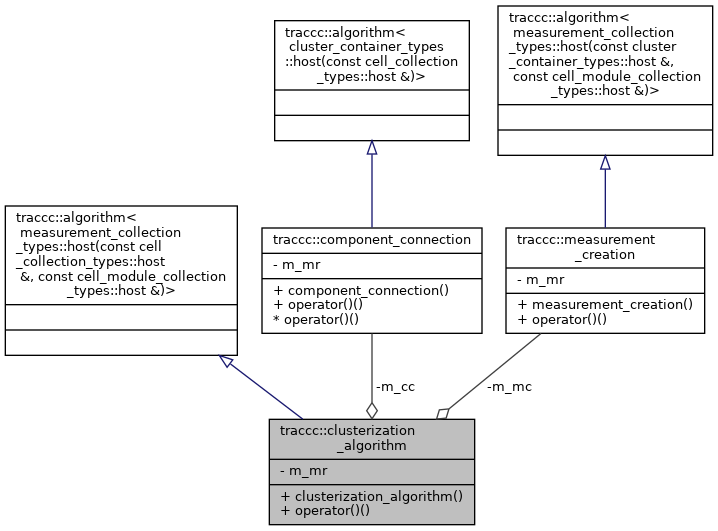 traccc::algorithm<
cluster_container_types
::host(const cell_collection
_types::host &)>
traccc::algorithm<
measurement_collection
_types::host(const cluster
_container_types::host &,
const cell_module_collection
_types::host &)>
traccc::algorithm<
measurement_collection
_types::host(const cell
_collection_types::host
&, const cell_module_collection
_types::host &)>
traccc::component_connection
- m_mr
+ component_connection()
+ operator()()
* operator()()
traccc::measurement
_creation
- m_mr
+ measurement_creation()
+ operator()()
-m_cc
-m_mc
traccc::clusterization
_algorithm
- m_mr
+ clusterization_algorithm()
+ operator()()